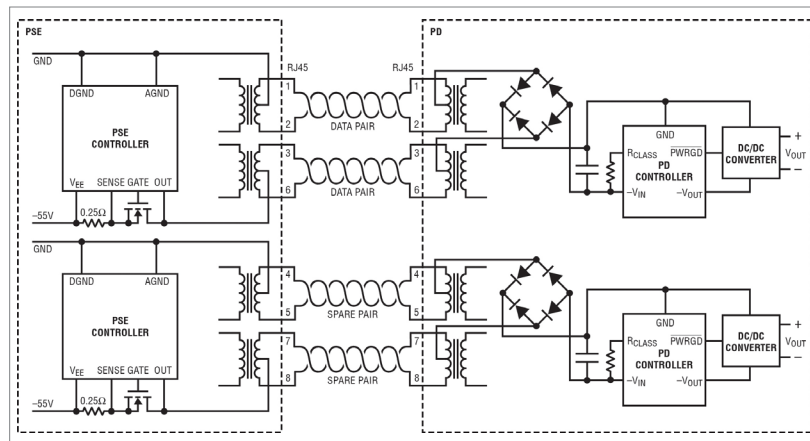 PSE
GND
DGND
AGND
PSE
CONTROLLER
VEE
SENSE
GATE
OUT
–55V
0.25Ω
RJ45
1
2
DATA PAIR
3
6
DATA PAIR
RJ45
1
2
3
6
PD
GND
RCLASS
PWRGD
PD
CONTROLLER
–VIN
–VOUT
DC/DC
CONVERTER
+
VOUT
–
GND
DGND
AGND
PSE
CONTROLLER
VEE
SENSE
GATE
OUT
–55V
0.25Ω
4
5
SPARE PAIR
7
8
SPARE PAIR
4
5
7
8
GND
RCLASS
PWRGD
PD
CONTROLLER
–VIN
–VOUT
DC/DC
CONVERTER
+
VOUT
–